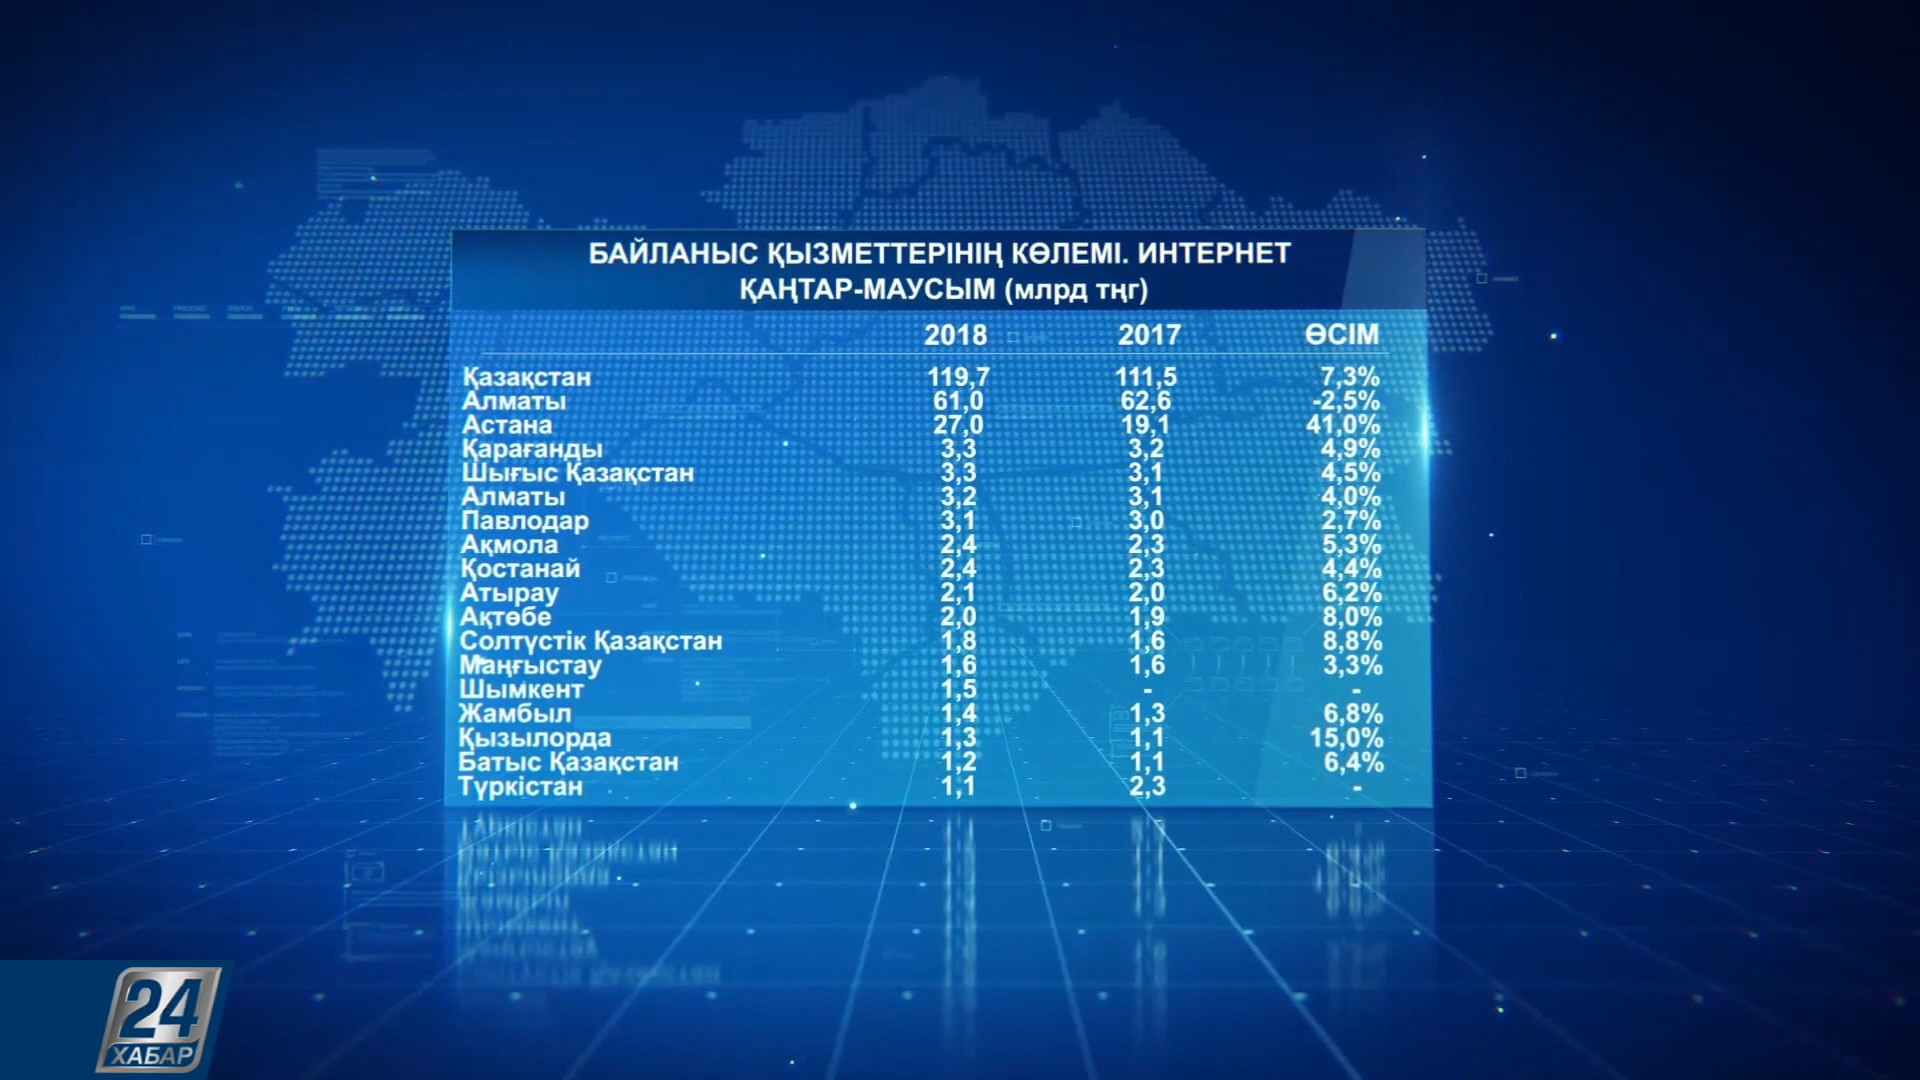 БАЙЛАНЫС ҚЫЗМЕТТЕРІНІҢ КӨЛЕМІ. ИНТЕРНЕТ
ҚАҢТАР-МАУСЫМ (млрд тңг)
2018 2017 ӨСІМ
Қазақстан 119,7 111,5 7,3%
Алматы 61,0 62,6 -2,5%
Астана 27,0 19,1 41,0%
Қарағанды 3,3 3,2 4,9%
Шығыс Қазақстан 3,3 3,1 4,5%
Алматы 3,2 3,1 4,0%
Павлодар 3,1 3,0 2,7%
Ақмола 2,4 2,3 5,3%
Қостанай 2,4 2,3 4,4%
Атырау 2,1 2,0 6,2%
Ақтөбе 2,0 1,9 8,0%
Солтүстік Қазақстан 1,8 1,6 8,8%
Маңғыстау 1,6 1,6 3,3%
Шымкент 1,5 - -
Жамбыл 1,4 1,3 6,8%
Қызылорда 1,3 1,1 15,0%
Батыс Қазақстан 1,2 1,1 6,4%
Түркістан 1,1 2,3 -
24
ХАБАР